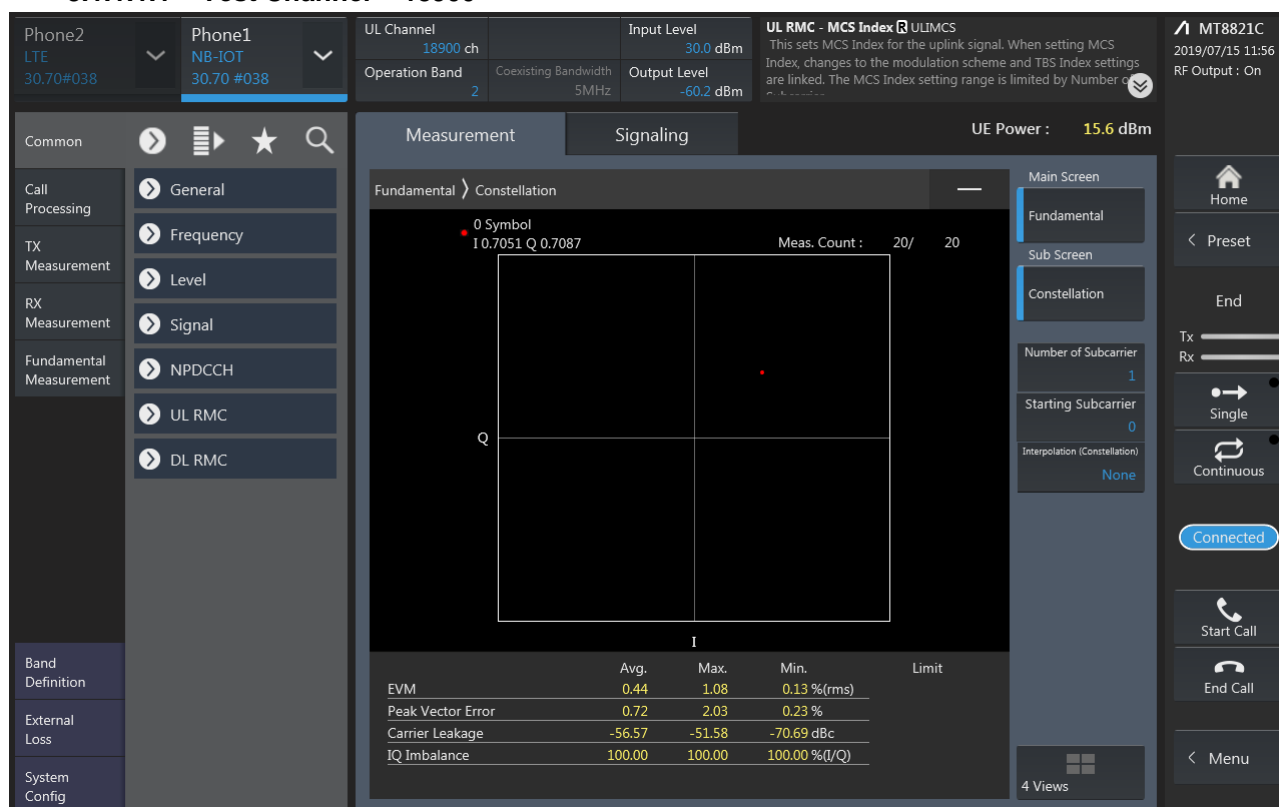 Phone2
LTE
30.70#038
Phone1
NB-IOT
30.70 #038
UL Channel
18900 ch
Operation Band
2
Coexisting Bandwidth
5MHz
Input Level
30.0 dBm
Output Level
-60.2 dBm
UL RMC - MCS Index R ULIMCS
This sets MCS Index for the uplink signal. When setting MCS
Index, changes to the modulation scheme and TBS Index settings
are linked. The MCS Index setting range is limited by Number
MT8821C
2019/07/15 11:56
RF Output : On
Common
Call
Processing
TX
Measurement
RX
Measurement
Fundamental
Measurement
Band
Definition
External
Loss
System
Config
General
Frequency
Level
Signal
NPDCCH
UL RMC
DL RMC
Measurement
Signaling
UE Power : 15.6 dBm
Fundamental 〉 Constellation
0 Symbol
I 0.7051 Q 0.7087
Meas. Count : 20/ 20
Q
I
Avg. Max. Min. Limit
EVM 0.44 1.08 0.13 %(rms)
Peak Vector Error 0.72 2.03 0.23 %
Carrier Leakage -56.57 -51.58 -70.69 dBc
IQ Imbalance 100.00 100.00 100.00 %(I/Q)
Main Screen
Fundamental
Sub Screen
Constellation
Number of Subcarrier
1
Starting Subcarrier
0
Interpolation (Constellation)
None
4 Views
Home
< Preset
End
Tx
Rx
Single
Continuous
Connected
Start Call
End Call
< Menu